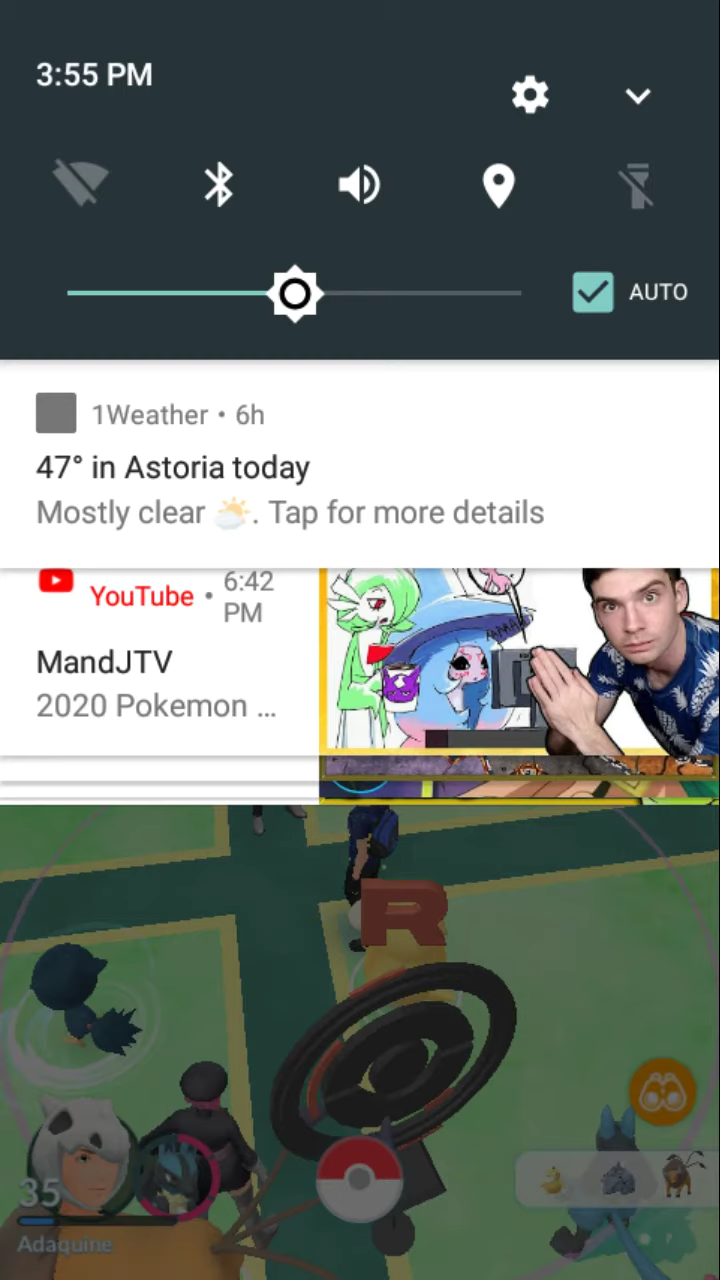 3:55 PM
AUTO
1Weather • 6h
47° in Astoria today
Mostly clear 🌤. Tap for more details
YouTube • 6:42 PM
MandJTV
2020 Pokemon ...
R
35
Adaquine